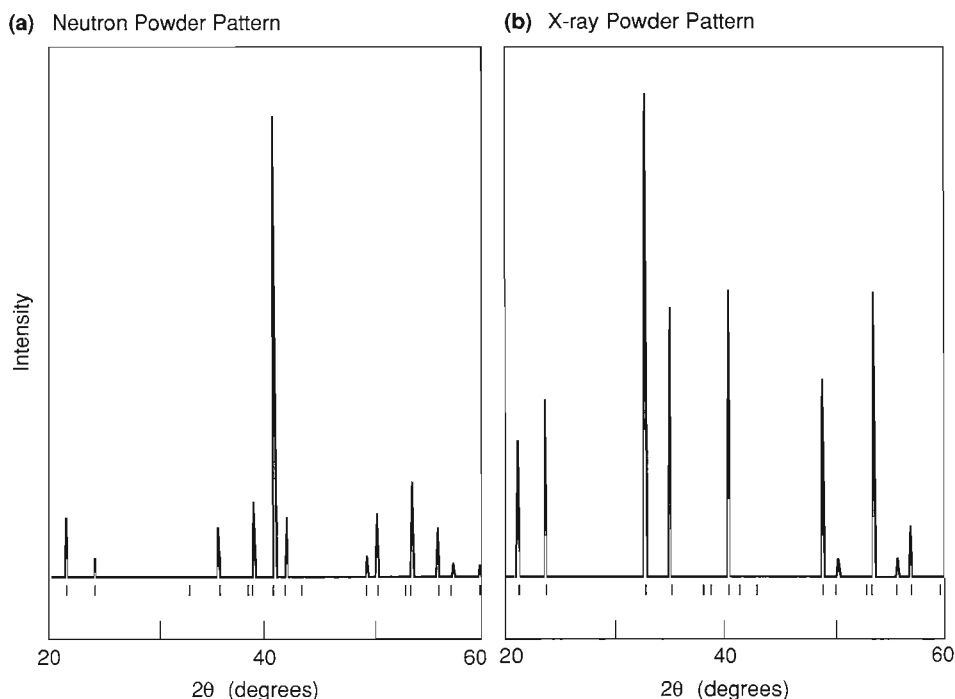 (a) Neutron Powder Pattern
Intensity
20 40 60
2θ (degrees)
(b) X-ray Powder Pattern
20 40 60
2θ (degrees)